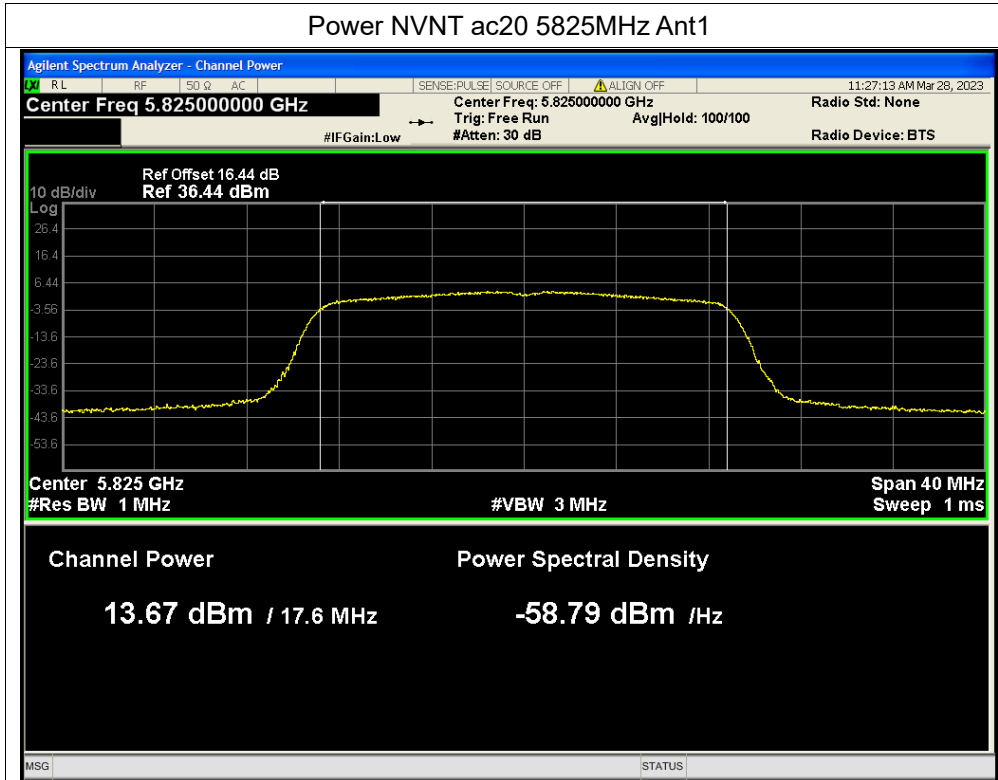 Power NVNT ac20 5825MHz Ant1
Agilent Spectrum Analyzer - Channel Power
LXI RL RF 50 Ω AC SENSE:PULSE SOURCE OFF ALIGN OFF 11:27:13 AM Mar 28, 2023
Center Freq 5.825000000 GHz
Center Freq: 5.825000000 GHz
Radio Std: None
Trig: Free Run Avg|Hold: 100/100
#IFGain:Low
#Atten: 30 dB
Radio Device: BTS
Ref Offset 16.44 dB
10 dB/div Ref 36.44 dBm
Log
26.4
16.4
6.44
-3.56
-13.6
-23.6
-33.6
-43.6
-53.6
Center 5.825 GHz Span 40 MHz
#Res BW 1 MHz #VBW 3 MHz Sweep 1 ms
Channel Power Power Spectral Density
13.67 dBm / 17.6 MHz -58.79 dBm /Hz
MSG STATUS